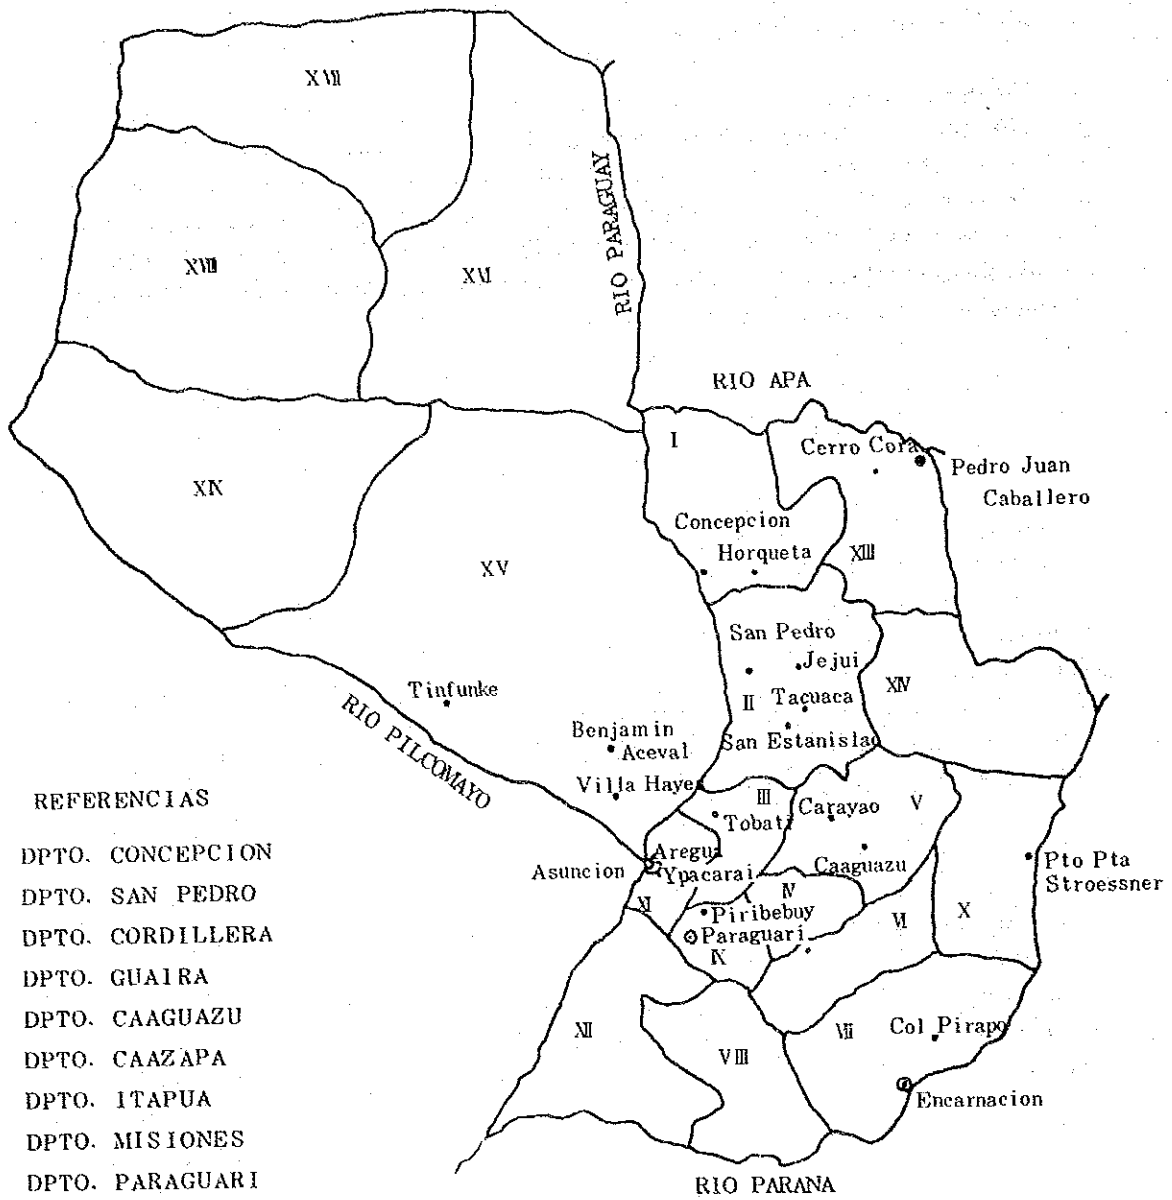 XVII
RIO PARAGUAY
XVIII
XVI
RIO APA
I
Cerro Cora
Pedro Juan
Caballero
XIX
Concepcion
Horqueta
XIII
XV
San Pedro
Jejui
XIV
Tinfunke
II
Tacuaca
RIO PILCOMAYO
Benjamin
Aceval
San Estanislao
Villa Hayes
III
Carayao
V
Tobati
Asuncion
Aregua
Ypacarai
Caaguazu
Pto Pta
Stroessner
XI
IV
Piribebuy
VI
X
Paraguari
IX
XII
VIII
VII
Col Pirapo
Encarnacion
RIO PARANA
REFERENCIAS
DPTO. CONCEPCION
DPTO. SAN PEDRO
DPTO. CORDILLERA
DPTO. GUAIRA
DPTO. CAAGUAZU
DPTO. CAAZAPA
DPTO. ITAPUA
DPTO. MISIONES
DPTO. PARAGUARI